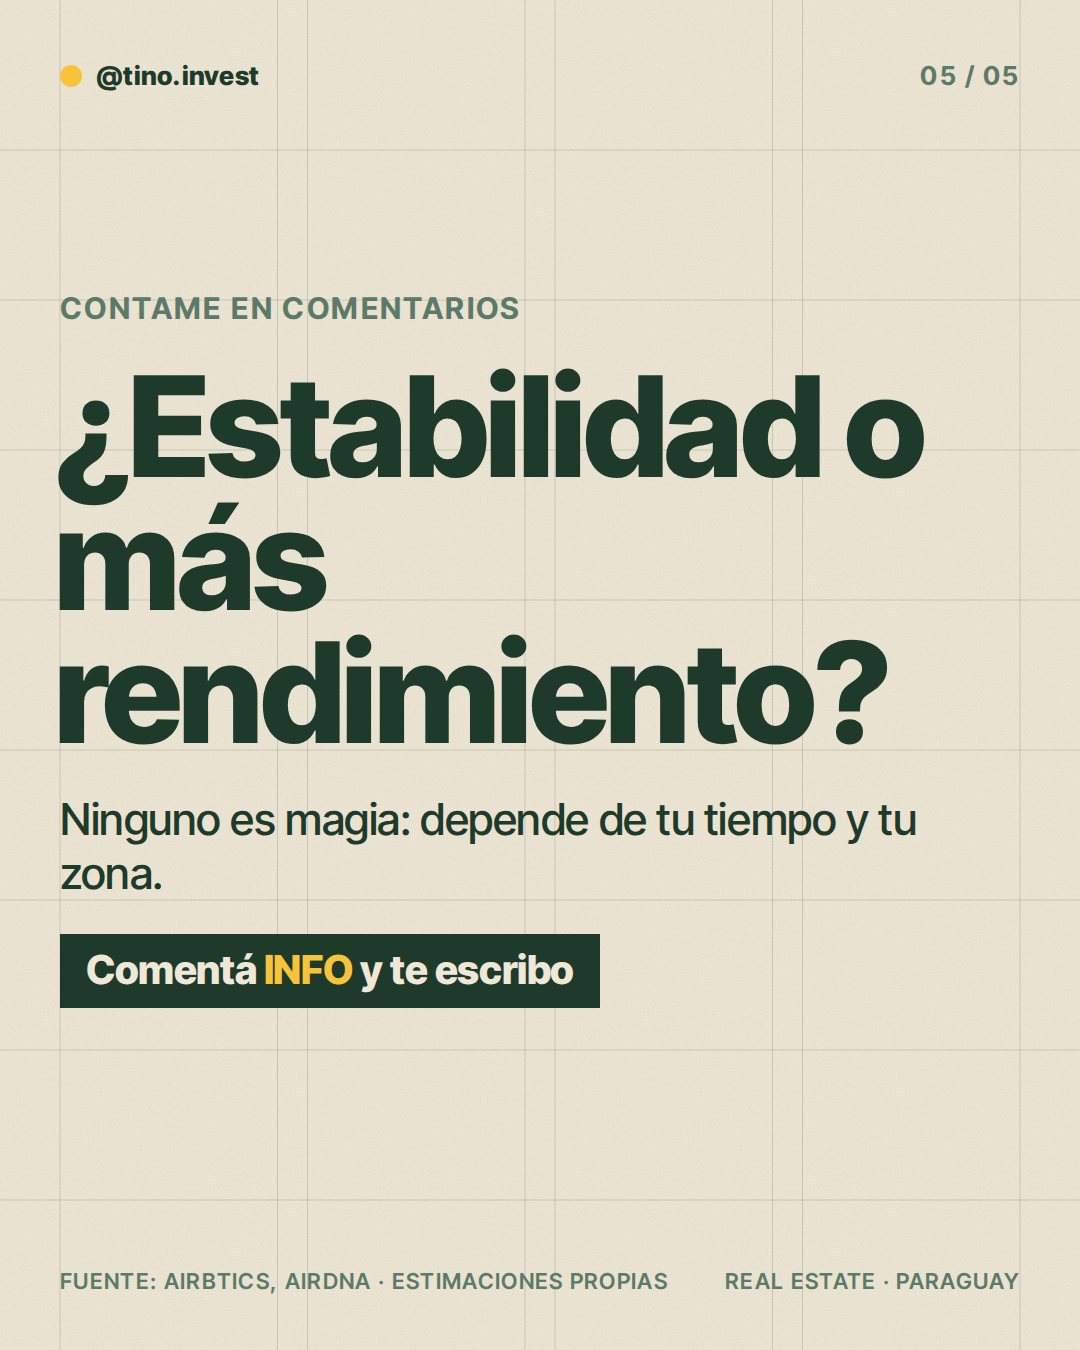 @tino.invest
05 / 05
CONTAME EN COMENTARIOS
¿Estabilidad o
más
rendimiento?
Ninguno es magia: depende de tu tiempo y tu
zona.
Comentá INFO y te escribo
FUENTE: AIRBTICS, AIRDNA · ESTIMACIONES PROPIAS
REAL ESTATE · PARAGUAY